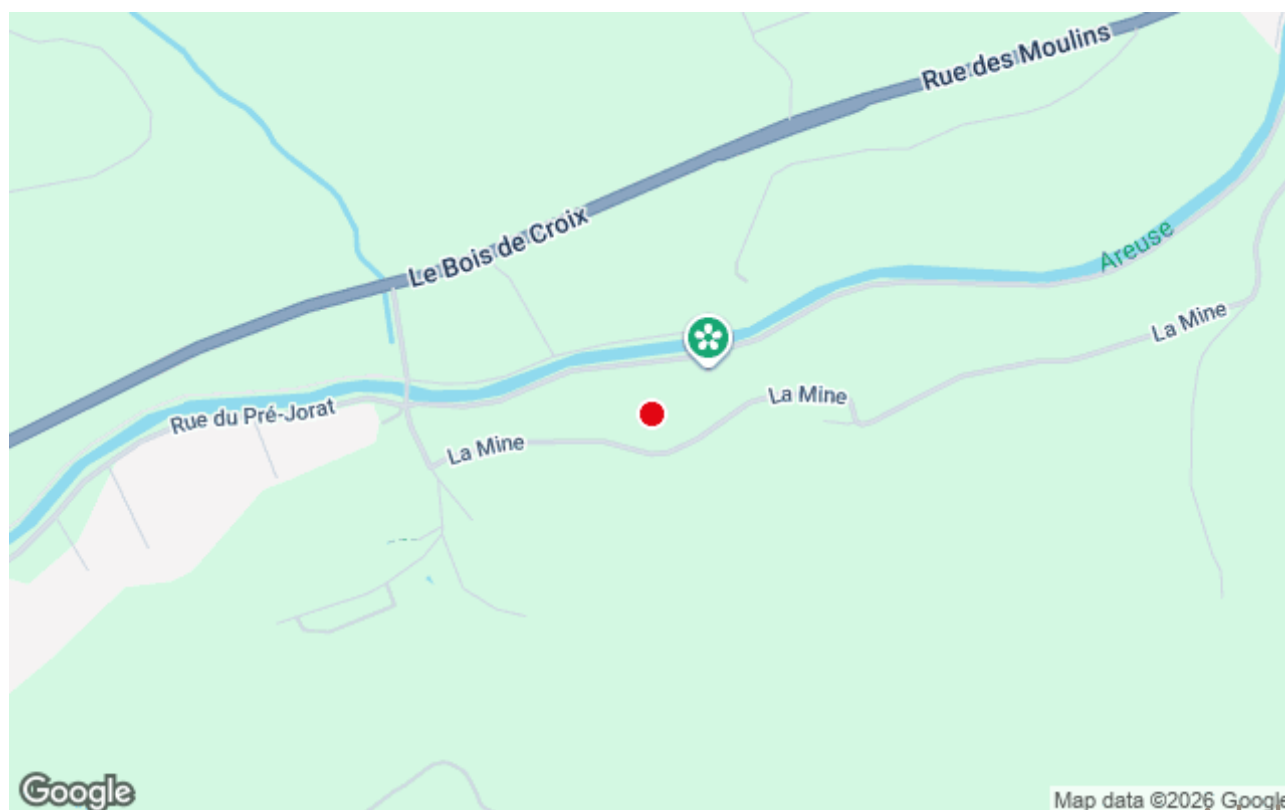 Rue des Moulins
Le Bois de Croix
Areuse
La Mine
La Mine
Rue du Pré-Jorat
La Mine
Google
Map data ©2026 Google